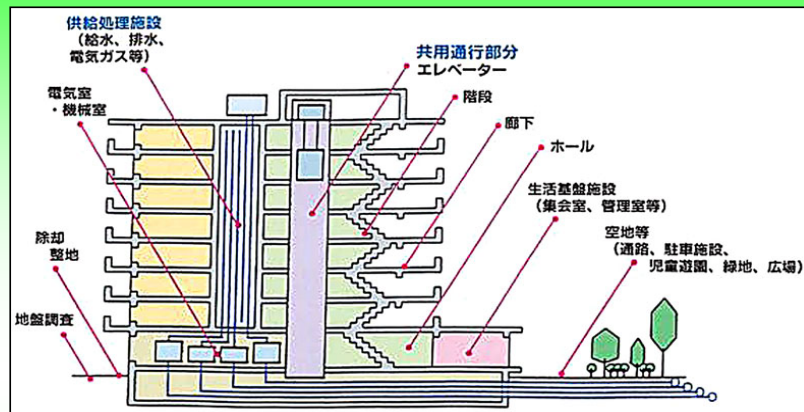 供給処理施設
(給水、排水、
電気ガス等)
電気室
・機械室
除却
整地
地盤調査
共用通行部分
エレベーター
階段
廊下
ホール
生活基盤施設
(集会室、管理室等)
空地等
(通路、駐車施設、
児童遊園、緑地、広場)